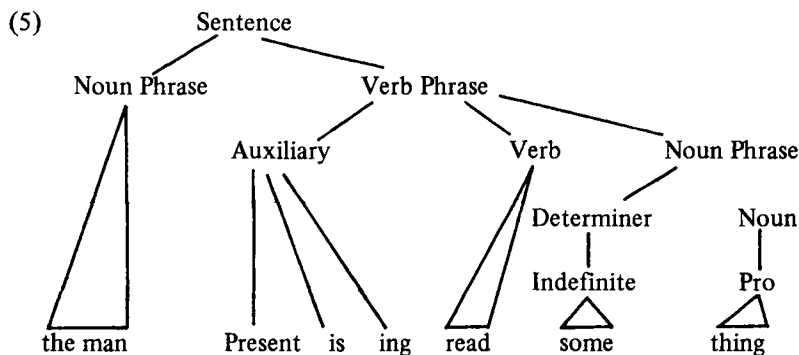 (5) Sentence
Noun Phrase Verb Phrase
Auxiliary Verb Noun Phrase
Determiner Noun
Indefinite Pro
the man Present is ing read some thing